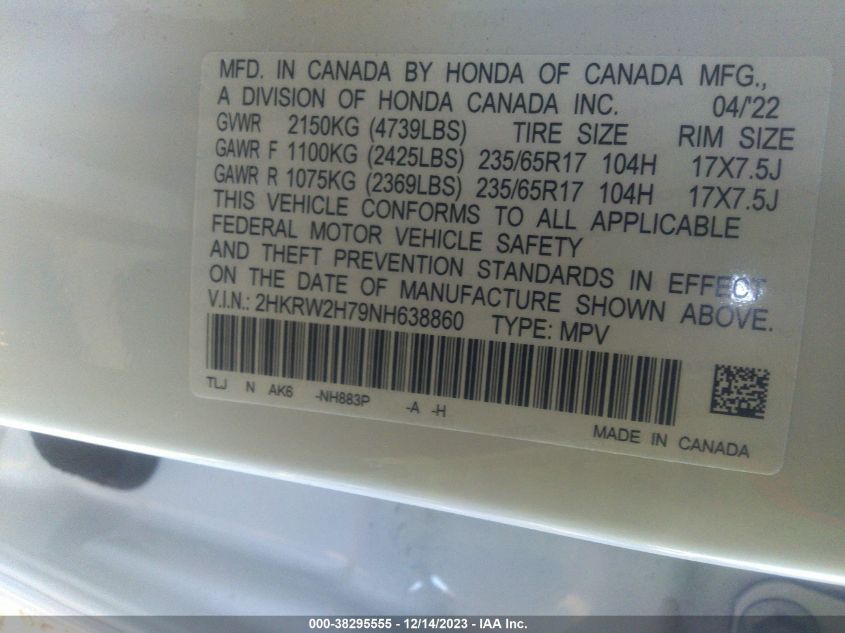 MFD. IN CANADA BY HONDA OF CANADA MFG.,
A DIVISION OF HONDA CANADA INC. 04/'22
GVWR 2150KG (4739LBS) TIRE SIZE RIM SIZE
GAWR F 1100KG (2425LBS) 235/65R17 104H 17X7.5J
GAWR R 1075KG (2369LBS) 235/65R17 104H 17X7.5J
THIS VEHICLE CONFORMS TO ALL APPLICABLE
FEDERAL MOTOR VEHICLE SAFETY
AND THEFT PREVENTION STANDARDS IN EFFECT
ON THE DATE OF MANUFACTURE SHOWN ABOVE.
V.I.N.: 2HKRW2H79NH638860 TYPE: MPV
TLJ N AK6 -NH883P -A -H
MADE IN CANADA
000-38295555 - 12/14/2023 - IAA Inc.